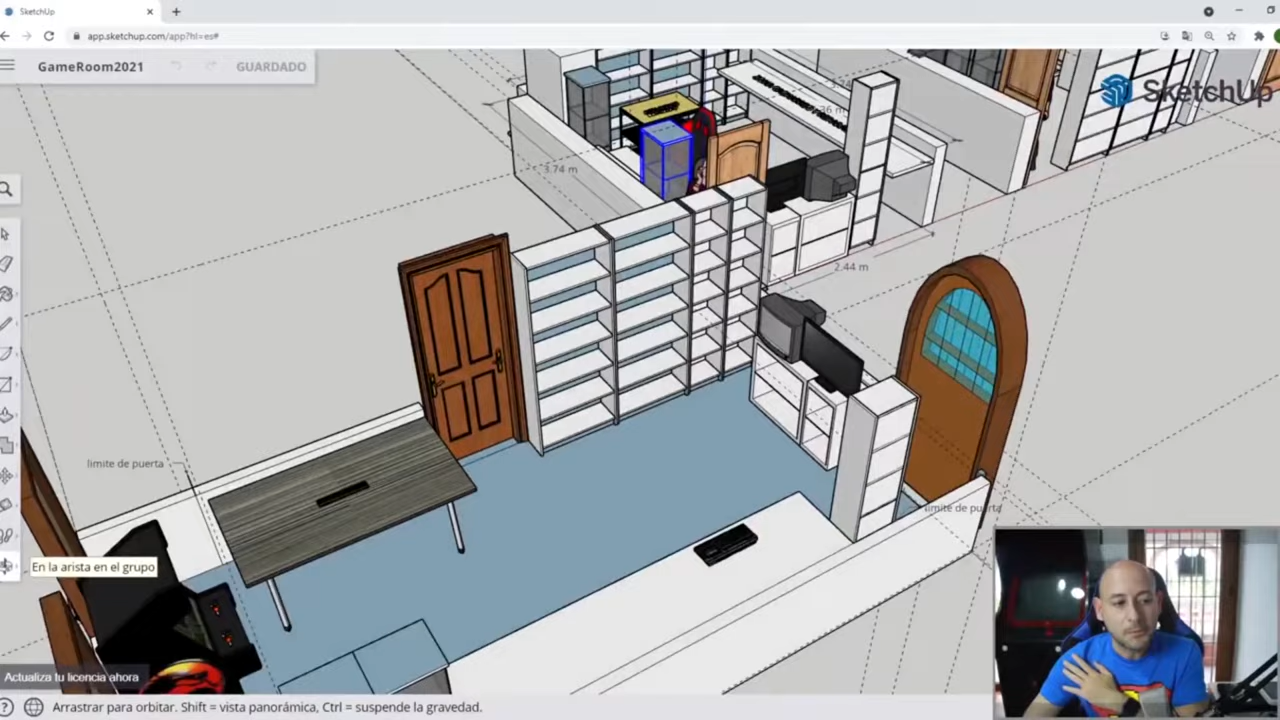 SketchUp
app.sketchup.com/app?hl=es#
GameRoom2021
GUARDADO
SketchUp
3.74 m
2.44 m
limite de puerta
limite de puerta
En la arista en el grupo
Actualiza tu licencia ahora
Arrastrar para orbitar. Shift = vista panorámica, Ctrl = suspende la gravedad.